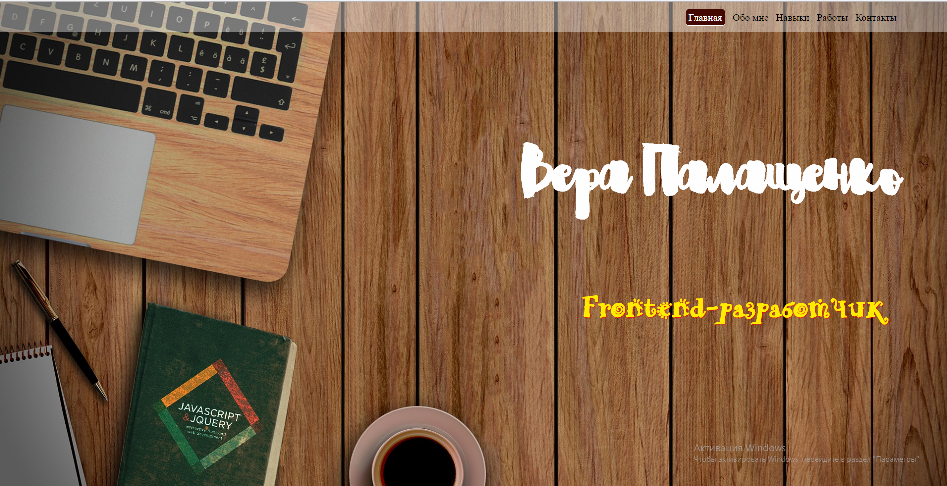 Главная Обо мне Навыки Работы Контакты
Вера Палащенко
Frontend-разработчик
JAVASCRIPT
& JQUERY
Активация Windows
Чтобы активировать Windows, перейдите в раздел "Параметры".